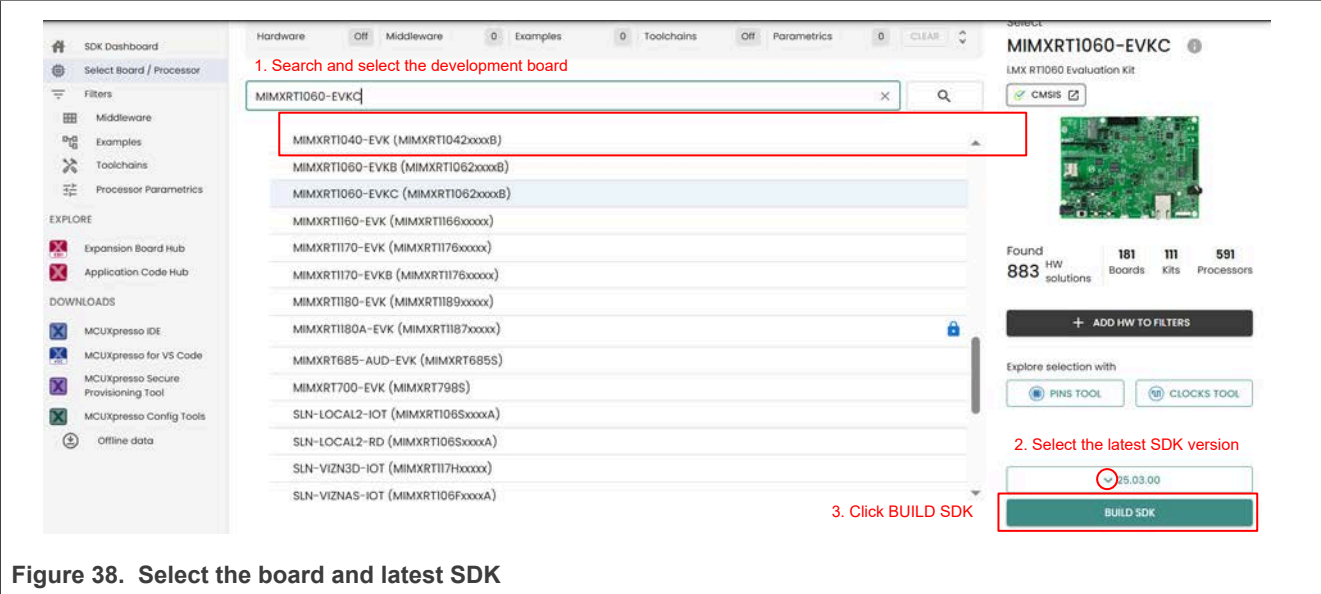 SDK Dashboard
Select Board / Processor
Filters
Middleware
Examples
Toolchains
Processor Parametrics
EXPLORE
Expansion Board Hub
Application Code Hub
DOWNLOADS
MCUXpresso IDE
MCUXpresso for VS Code
MCUXpresso Secure
Provisioning Tool
MCUXpresso Config Tools
Offline data
Hardware Off Middleware 0 Examples 0 Toolchains Off Parametrics 0 CLEAR
1. Search and select the development board
MIMXRT1060-EVKC
MIMXRT1040-EVK (MIMXRT1042xxxxB)
MIMXRT1060-EVKB (MIMXRT1062xxxxB)
MIMXRT1060-EVKC (MIMXRT1062xxxxB)
MIMXRT1160-EVK (MIMXRT1166xxxxx)
MIMXRT1170-EVK (MIMXRT1176xxxxx)
MIMXRT1170-EVKB (MIMXRT1176xxxxx)
MIMXRT1180-EVK (MIMXRT1189xxxxx)
MIMXRT1180A-EVK (MIMXRT1187xxxxx)
MIMXRT685-AUD-EVK (MIMXRT685S)
MIMXRT700-EVK (MIMXRT798S)
SLN-LOCAL2-IOT (MIMXRT106SxxxxA)
SLN-LOCAL2-RD (MIMXRT106SxxxxA)
SLN-VIZN3D-IOT (MIMXRT117Hxxxxx)
SLN-VIZNAS-IOT (MIMXRT106FxxxxA)
3. Click BUILD SDK
Select
MIMXRT1060-EVKC
i.MX RT1060 Evaluation Kit
CMSIS
Found
883 HW solutions
181 Boards
111 Kits
591 Processors
+ ADD HW TO FILTERS
Explore selection with
PINS TOOL
CLOCKS TOOL
2. Select the latest SDK version
25.03.00
BUILD SDK
Figure 38. Select the board and latest SDK